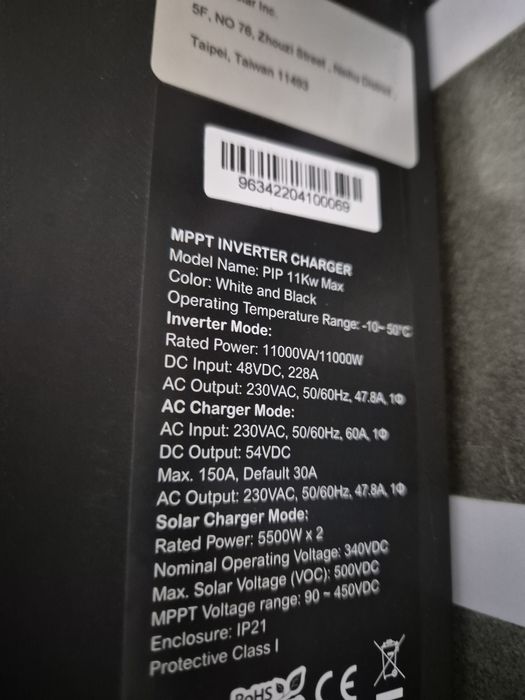 Inc.
5F, NO 76, Zhouzi Street , Neihu District ,
Taipei, Taiwan 11493
96342204100069
MPPT INVERTER CHARGER
Model Name: PIP 11Kw Max
Color: White and Black
Operating Temperature Range: -10~ 50°C
Inverter Mode:
Rated Power: 11000VA/11000W
DC Input: 48VDC, 228A
AC Output: 230VAC, 50/60Hz, 47.8A, 1Φ
AC Charger Mode:
AC Input: 230VAC, 50/60Hz, 60A, 1Φ
DC Output: 54VDC
Max. 150A, Default 30A
AC Output: 230VAC, 50/60Hz, 47.8A, 1Φ
Solar Charger Mode:
Rated Power: 5500W x 2
Nominal Operating Voltage: 340VDC
Max. Solar Voltage (VOC): 500VDC
MPPT Voltage range: 90 ~ 450VDC
Enclosure: IP21
Protective Class I
RoHS CE